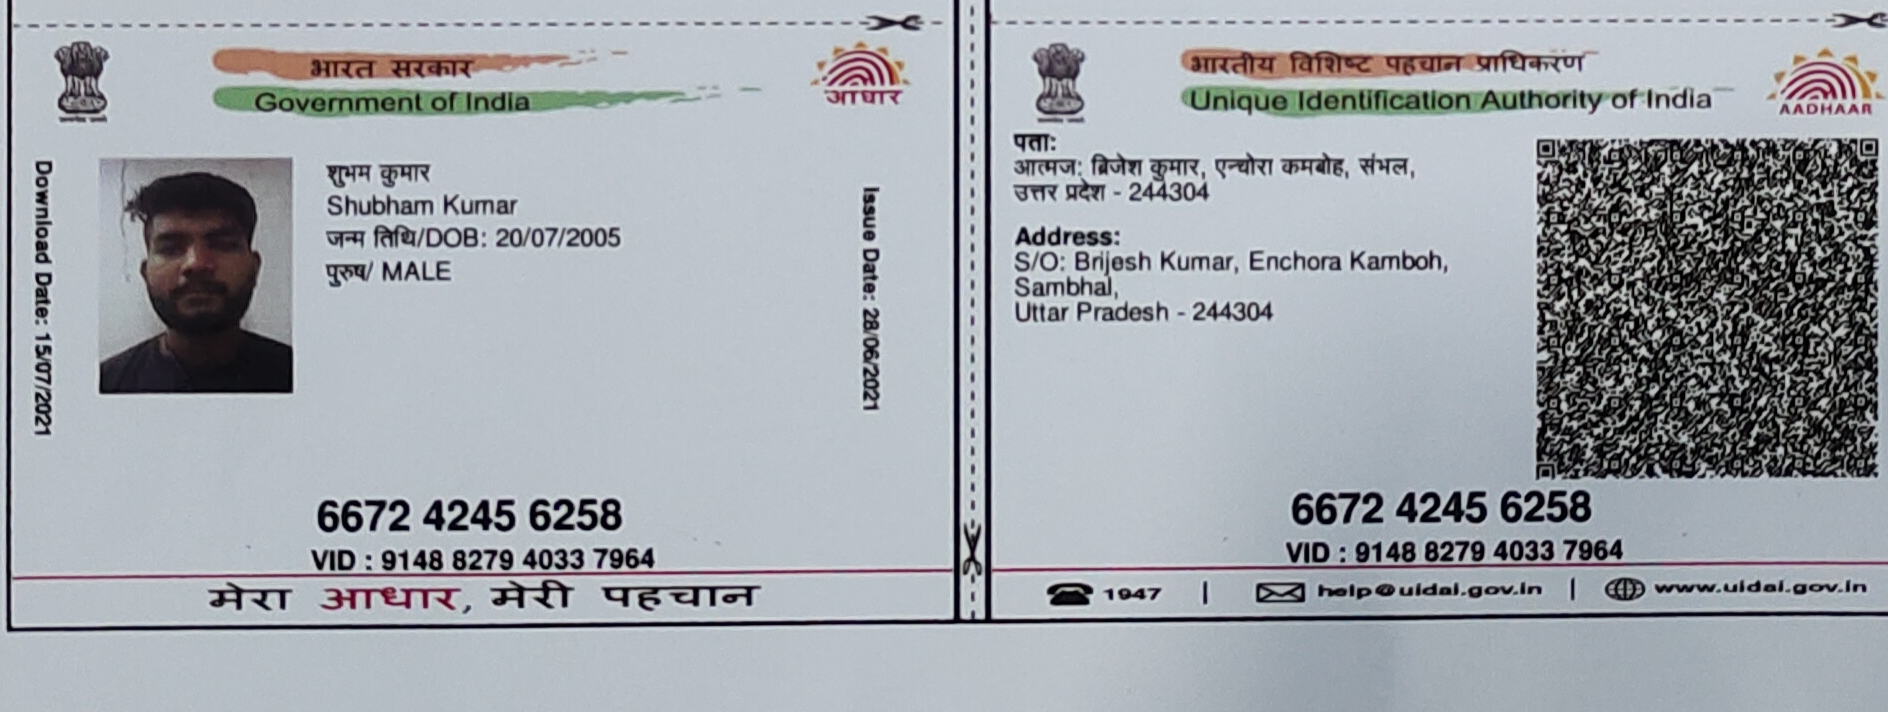 भारत सरकार
Government of India
आधार
Download Date: 15/07/2021
शुभम कुमार
Shubham Kumar
जन्म तिथि/DOB: 20/07/2005
पुरुष/ MALE
Issue Date: 28/06/2021
6672 4245 6258
VID : 9148 8279 4033 7964
मेरा आधार, मेरी पहचान
भारतीय विशिष्ट पहचान प्राधिकरण
Unique Identification Authority of India
AADHAAR
पता:
आत्मज: ब्रिजेश कुमार, एन्चोरा कमबोह, संभल,
उत्तर प्रदेश - 244304
Address:
S/O: Brijesh Kumar, Enchora Kamboh,
Sambhal,
Uttar Pradesh - 244304
6672 4245 6258
VID : 9148 8279 4033 7964
1947 | help@uidai.gov.in | www.uidai.gov.in